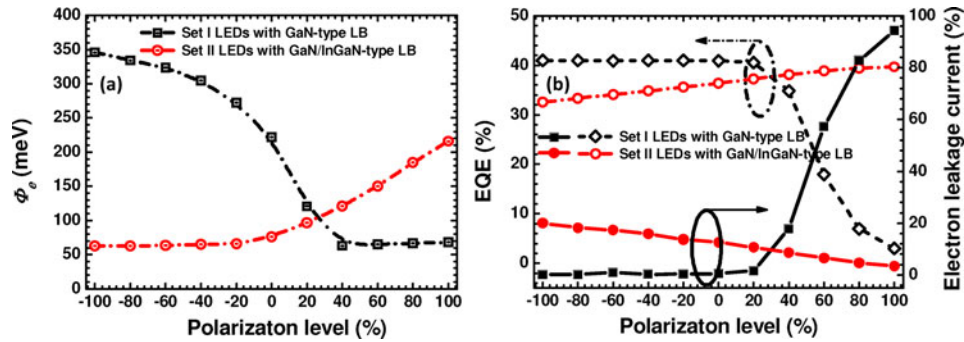 400
350
300
250
200
150
100
50
0
Φe (meV)
(a)
Set I LEDs with GaN-type LB
Set II LEDs with GaN/InGaN-type LB
-100 -80 -60 -40 -20 0 20 40 60 80 100
Polarizaton level (%)
50
40
30
20
10
0
EQE (%)
(b)
Set I LEDs with GaN-type LB
Set II LEDs with GaN/InGaN-type LB
100
80
60
40
20
0
Electron leakage current (%)
-100 -80 -60 -40 -20 0 20 40 60 80 100
Polarizaton level (%)